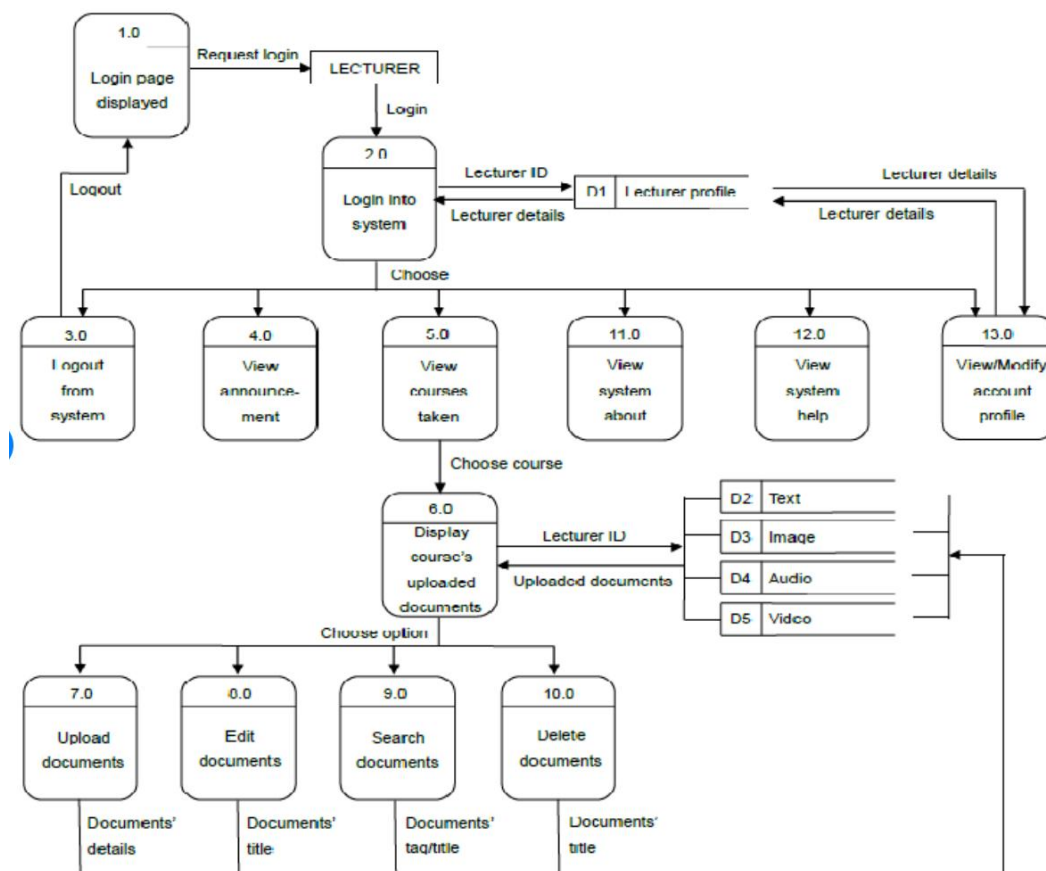 1.0
Login page
displayed
Request login
LECTURER
Login
Logout
2.0
Login into
system
Lecturer ID
Lecturer details
D1 Lecturer profile
Lecturer details
Lecturer details
Choose
3.0
Logout
from
system
4.0
View
announce-
ment
5.0
View
courses
taken
11.0
View
system
about
12.0
View
system
help
13.0
View/Modify
account
profile
Choose course
6.0
Display
course's
uploaded
documents
Lecturer ID
Uploaded documents
D2 Text
D3 Image
D4 Audio
D5 Video
Choose option
7.0
Upload
documents
8.0
Edit
documents
9.0
Search
documents
10.0
Delete
documents
Documents'
details
Documents'
title
Documents'
tag/title
Documents'
title